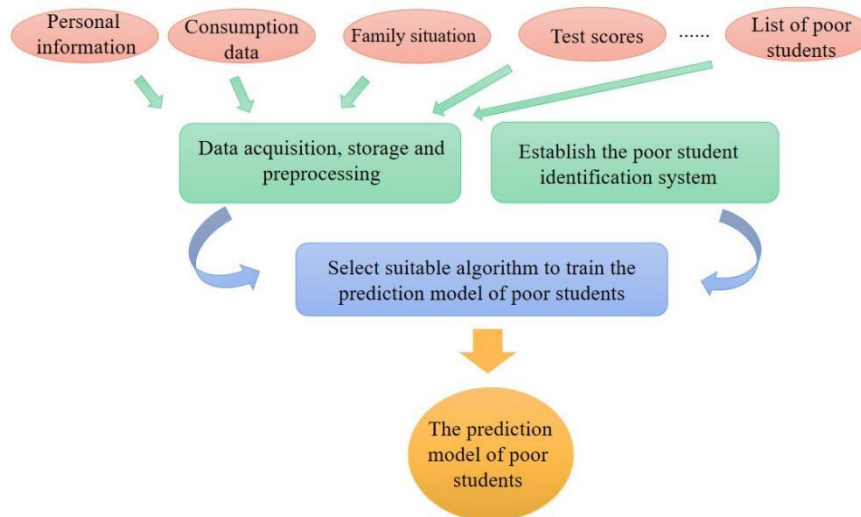 Personal
information
Consumption
data
Family situation
Test scores
......
List of poor
students
Data acquisition, storage and
preprocessing
Establish the poor student
identification system
Select suitable algorithm to train the
prediction model of poor students
The prediction
model of poor
students